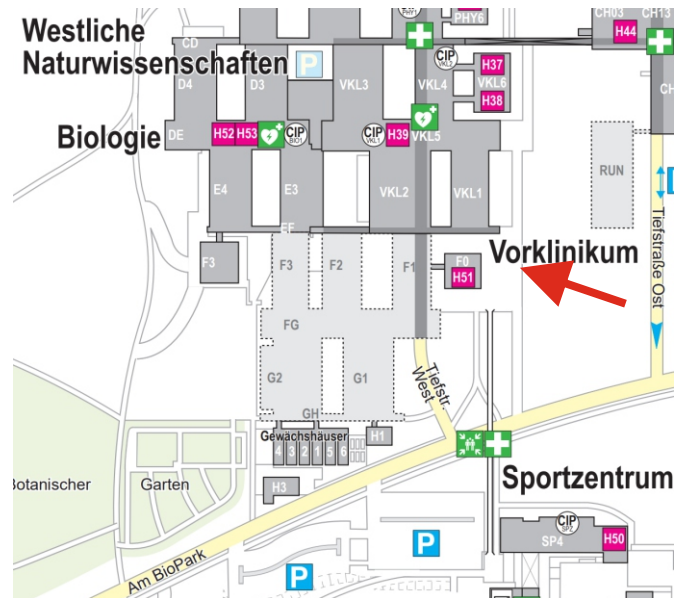 PHY6
CH03
CH13
H44
Westliche
Naturwissenschaften
CD
P
D4
D3
VKL3
VKL4
CIP
VKL2
H37
VKL6
H38
CH
Biologie
DE
H52
H53
CIP
BIO1
CIP
VKL1
H39
VKL5
RUN
E4
E3
VKL2
VKL1
EF
Tiefstraße Ost
Vorklinikum
F3
F3
F2
F1
F0
H51
FG
G2
G1
Tiefstr.
West
GH
Gewächshäuser
4
3
2
1
5
6
H1
H3
Botanischer
Garten
Sportzentrum
CIP
SPZ
SP4
H50
P
P
Am BioPark